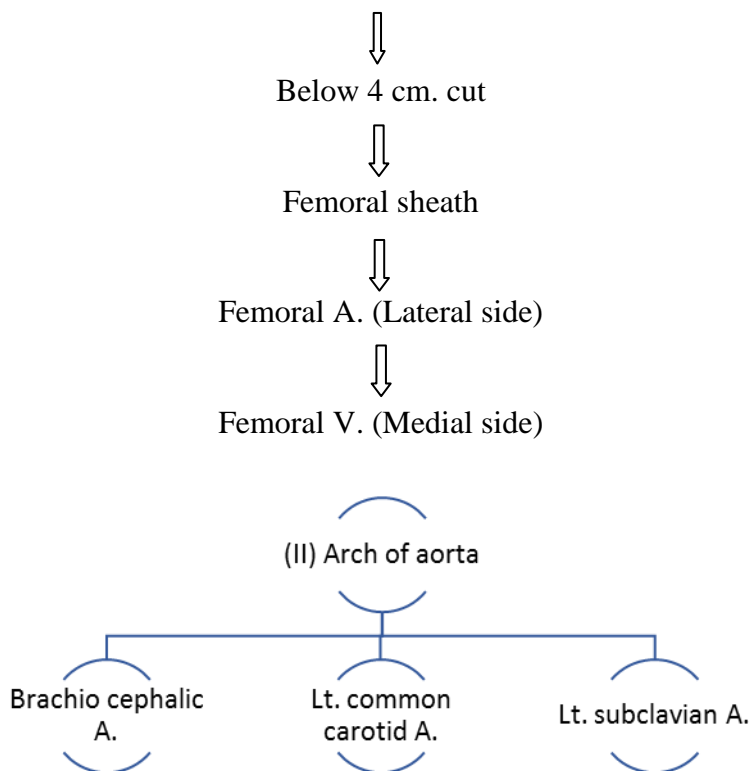 Below 4 cm. cut
Femoral sheath
Femoral A. (Lateral side)
Femoral V. (Medial side)
(II) Arch of aorta
Brachio cephalic
A.
Lt. common
carotid A.
Lt. subclavian A.